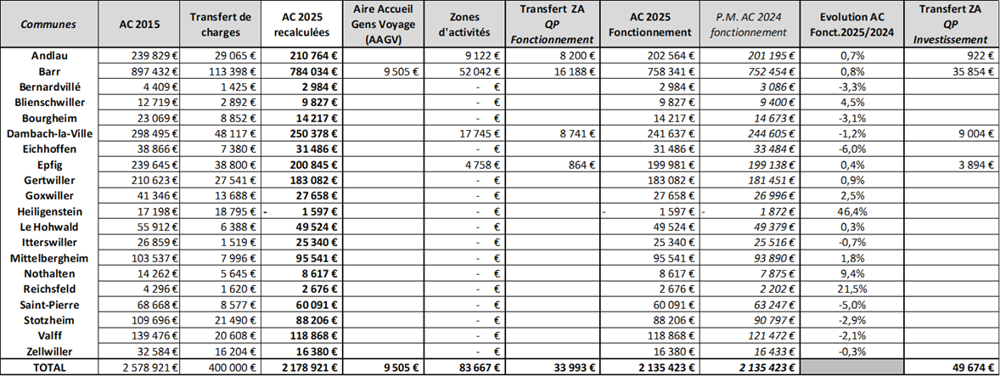 Communes AC 2015 Transfert de charges AC 2025 recalculées Aire Accueil Gens Voyage (AAGV) Zones d'activités Transfert ZA QP Fonctionnement AC 2025 Fonctionnement P.M. AC 2024 fonctionnement Evolution AC Fonct.2025/2024 Transfert ZA QP Investissement
Andlau 239 829 € 29 065 € 210 764 € 9 122 € 8 200 € 202 564 € 201 195 € 0,7% 922 €
Barr 897 432 € 113 398 € 784 034 € 9 505 € 52 042 € 16 188 € 758 341 € 752 454 € 0,8% 35 854 €
Bernardvillé 4 409 € 1 425 € 2 984 € - € 2 984 € 3 086 € -3,3%
Blienschwiller 12 719 € 2 892 € 9 827 € - € 9 827 € 9 400 € 4,5%
Bourgheim 23 069 € 8 852 € 14 217 € - € 14 217 € 14 673 € -3,1%
Dambach-la-Ville 298 495 € 48 117 € 250 378 € 17 745 € 8 741 € 241 637 € 244 605 € -1,2% 9 004 €
Eichhoffen 38 866 € 7 380 € 31 486 € - € 31 486 € 33 484 € -6,0%
Epfig 239 645 € 38 800 € 200 845 € 4 758 € 864 € 199 981 € 199 138 € 0,4% 3 894 €
Gertwiller 210 623 € 27 541 € 183 082 € - € 183 082 € 181 451 € 0,9%
Goxwiller 41 346 € 13 688 € 27 658 € - € 27 658 € 26 996 € 2,5%
Heiligenstein 17 198 € 18 795 € - 1 597 € - € - 1 597 € - 1 872 € 46,4%
Le Hohwald 55 912 € 6 388 € 49 524 € - € 49 524 € 49 379 € 0,3%
Itterswiller 26 859 € 1 519 € 25 340 € - € 25 340 € 25 516 € -0,7%
Mittelbergheim 103 537 € 7 996 € 95 541 € - € 95 541 € 93 890 € 1,8%
Nothalten 14 262 € 5 645 € 8 617 € - € 8 617 € 7 875 € 9,4%
Reichsfeld 4 296 € 1 620 € 2 676 € - € 2 676 € 2 202 € 21,5%
Saint-Pierre 68 668 € 8 577 € 60 091 € - € 60 091 € 63 247 € -5,0%
Stotzheim 109 696 € 21 490 € 88 206 € - € 88 206 € 90 797 € -2,9%
Valff 139 476 € 20 608 € 118 868 € - € 118 868 € 121 472 € -2,1%
Zellwiller 32 584 € 16 204 € 16 380 € - € 16 380 € 16 433 € -0,3%
TOTAL 2 578 921 € 400 000 € 2 178 921 € 9 505 € 83 667 € 33 993 € 2 135 423 € 2 135 423 € 49 674 €